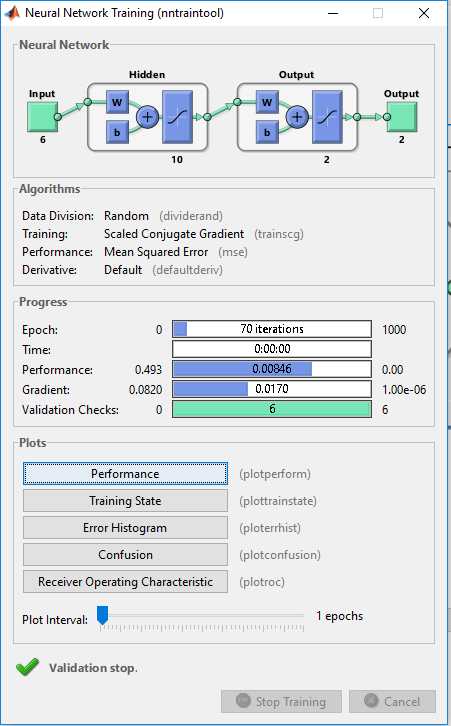 Neural Network Training (nntraintool)
Neural Network
Hidden Output
Input Output
W W
b b
+ +
6 2
10 2
Algorithms
Data Division: Random (dividerand)
Training: Scaled Conjugate Gradient (trainscg)
Performance: Mean Squared Error (mse)
Derivative: Default (defaultderiv)
Progress
Epoch: 0 70 iterations 1000
Time: 0:00:00
Performance: 0.493 0.00846 0.00
Gradient: 0.0820 0.0170 1.00e-06
Validation Checks: 0 6 6
Plots
Performance (plotperform)
Training State (plottrainstate)
Error Histogram (ploterrhist)
Confusion (plotconfusion)
Receiver Operating Characteristic (plotroc)
Plot Interval: 1 epochs
Validation stop.
Stop Training Cancel